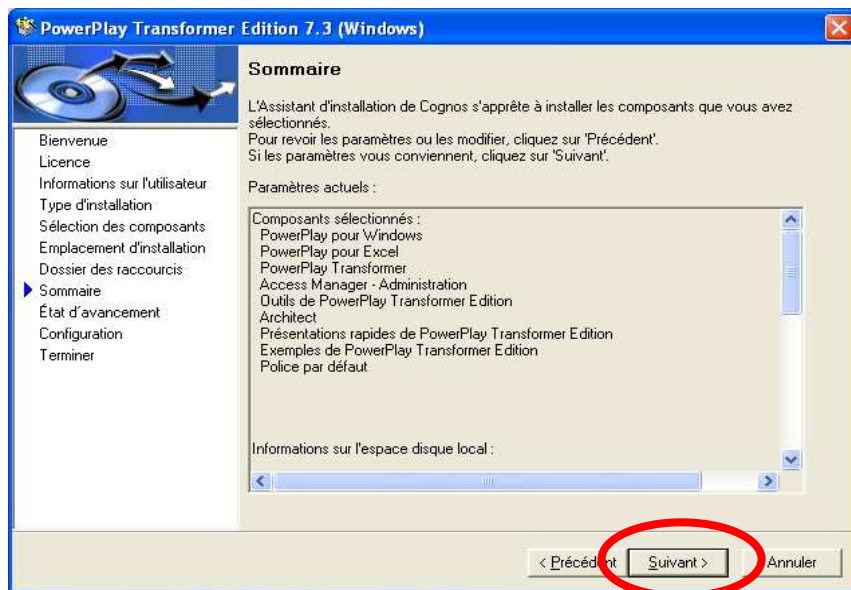 PowerPlay Transformer Edition 7.3 (Windows)
Sommaire
L'Assistant d'installation de Cognos s'apprête à installer les composants que vous avez
sélectionnés.
Pour revoir les paramètres ou les modifier, cliquez sur 'Précédent'.
Si les paramètres vous conviennent, cliquez sur 'Suivant'.
Bienvenue
Licence
Informations sur l'utilisateur
Type d'installation
Sélection des composants
Emplacement d'installation
Dossier des raccourcis
Sommaire
État d´avancement
Configuration
Terminer
Paramètres actuels :
Composants sélectionnés :
PowerPlay pour Windows
PowerPlay pour Excel
PowerPlay Transformer
Access Manager - Administration
Outils de PowerPlay Transformer Edition
Architect
Présentations rapides de PowerPlay Transformer Edition
Exemples de PowerPlay Transformer Edition
Police par défaut
Informations sur l'espace disque local :
< Précédent
Suivant >
Annuler